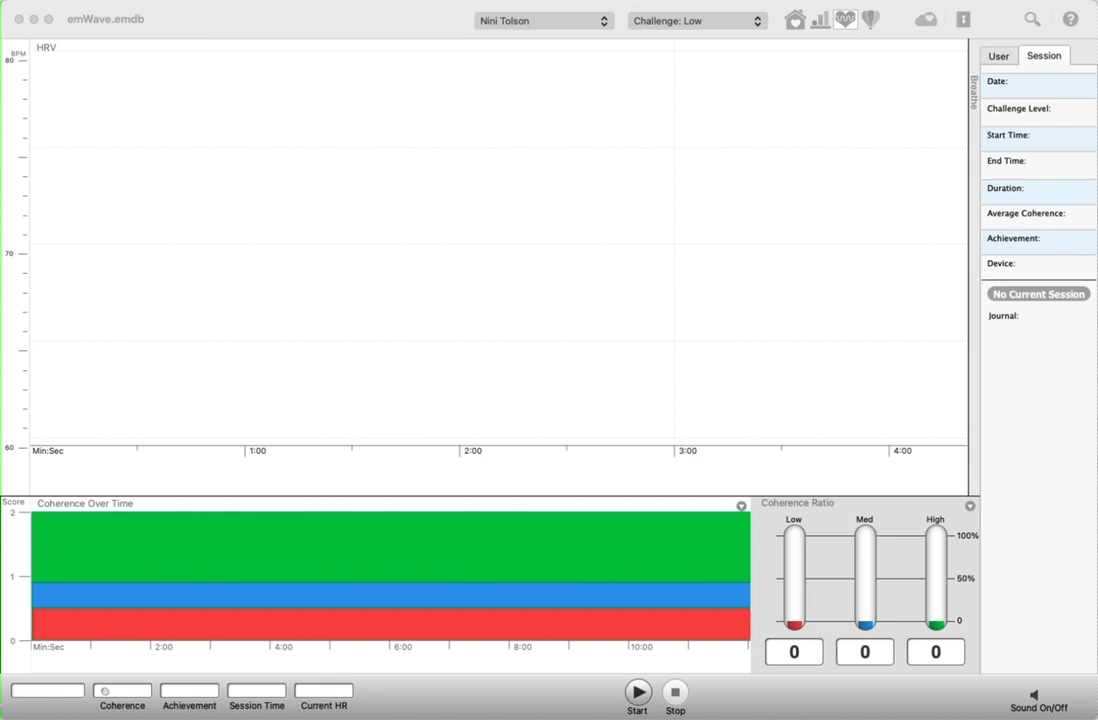 emWave.emdb
Nini Tolson
Challenge: Low
HRV
BPM
80
70
60
Min:Sec 1:00 2:00 3:00 4:00
Breathe
User Session
Date:
Challenge Level:
Start Time:
End Time:
Duration:
Average Coherence:
Achievement:
Device:
No Current Session
Journal:
Score
Coherence Over Time
2
1
0
Min:Sec 2:00 4:00 6:00 8:00 10:00
Coherence Ratio
Low Med High
100%
50%
0
0 0 0
Coherence Achievement Session Time Current HR
Start Stop
Sound On/Off